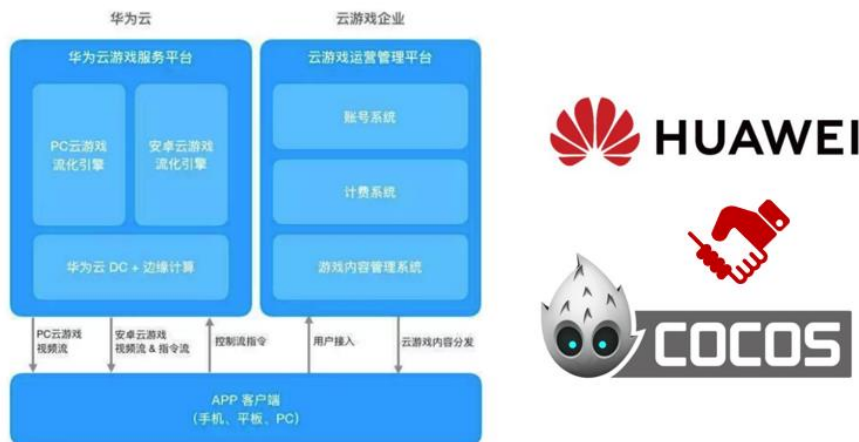 华为云
云游戏企业
华为云游戏服务平台
PC云游戏
流化引擎
安卓云游戏
流化引擎
华为云 DC + 边缘计算
云游戏运营管理平台
账号系统
计费系统
游戏内容管理系统
PC云游戏
视频流
安卓云游戏
视频流 & 指令流
控制流指令
用户接入
云游戏内容分发
APP 客户端
(手机、平板、PC)
HUAWEI
COCOS